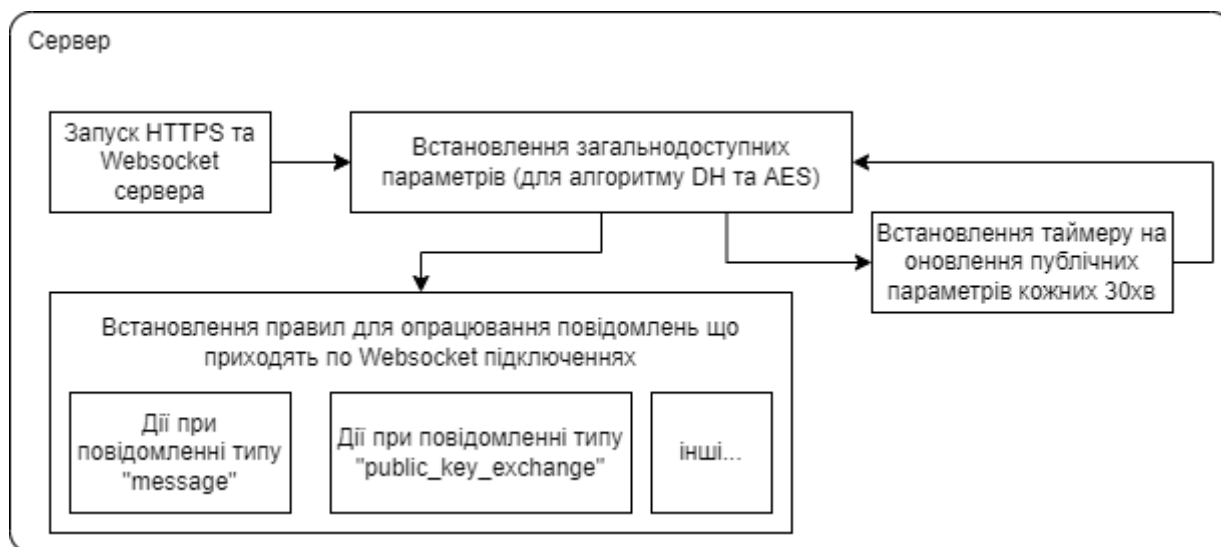 Сервер
Запуск HTTPS та
Websocket
сервера
Встановлення загальнодоступних
параметрів (для алгоритму DH та AES)
Встановлення таймеру на
оновлення публічних
параметрів кожних 30хв
Встановлення правил для опрацювання повідомлень що
приходять по Websocket підключеннях
Дії при
повідомленні типу
"message"
Дії при повідомленні типу
"public_key_exchange"
інші...